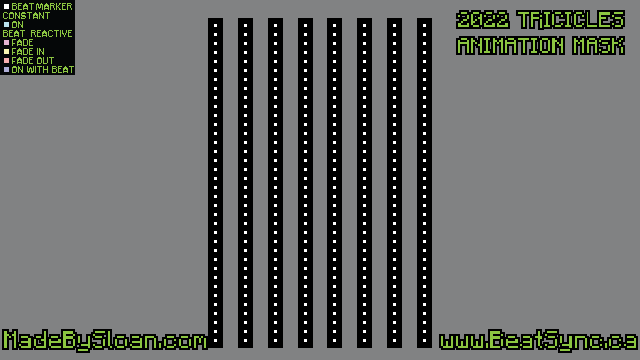 BEAT MARKER
CONSTANT
ON
BEAT REACTIVE
FADE
FADE IN
FADE OUT
ON WITH BEAT
2022 TRICICLES
ANIMATION MASK
MadeBySloan.com
www.BeatSync.ca